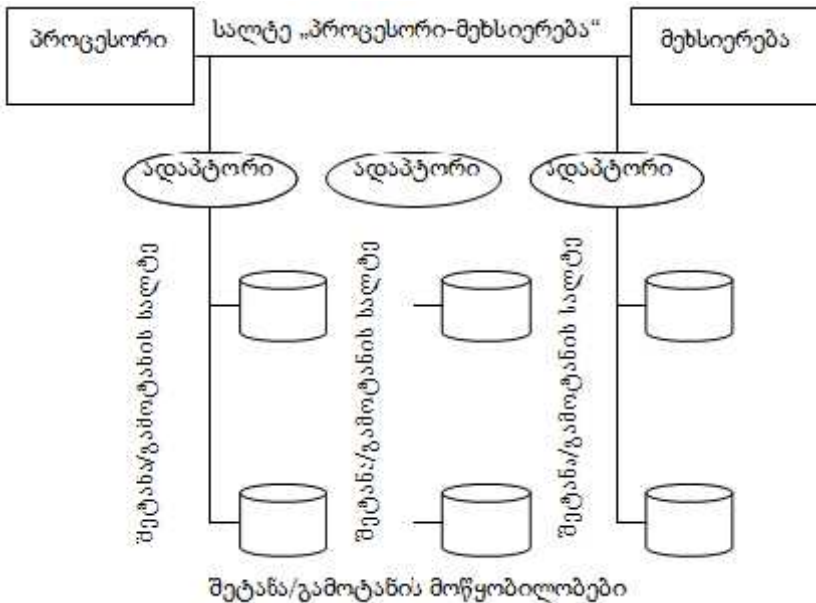 პროცესორი
სალტე „პროცესორი-მეხსიერება“
მეხსიერება
ადაპტორი
ადაპტორი
ადაპტორი
შეტანა/გამოტანის სალტე
შეტანა/გამოტანის სალტე
შეტანა/გამოტანის სალტე
შეტანა/გამოტანის მოწყობილობები